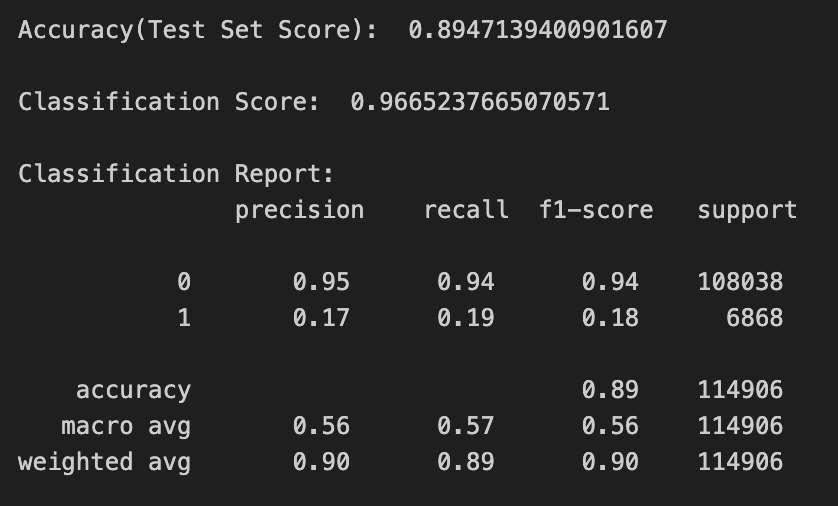 Accuracy(Test Set Score):  0.8947139400901607
Classification Score:  0.9665237665070571
Classification Report:
precision    recall  f1-score   support
0       0.95      0.94      0.94    108038
1       0.17      0.19      0.18      6868
accuracy                           0.89    114906
macro avg       0.56      0.57      0.56    114906
weighted avg       0.90      0.89      0.90    114906